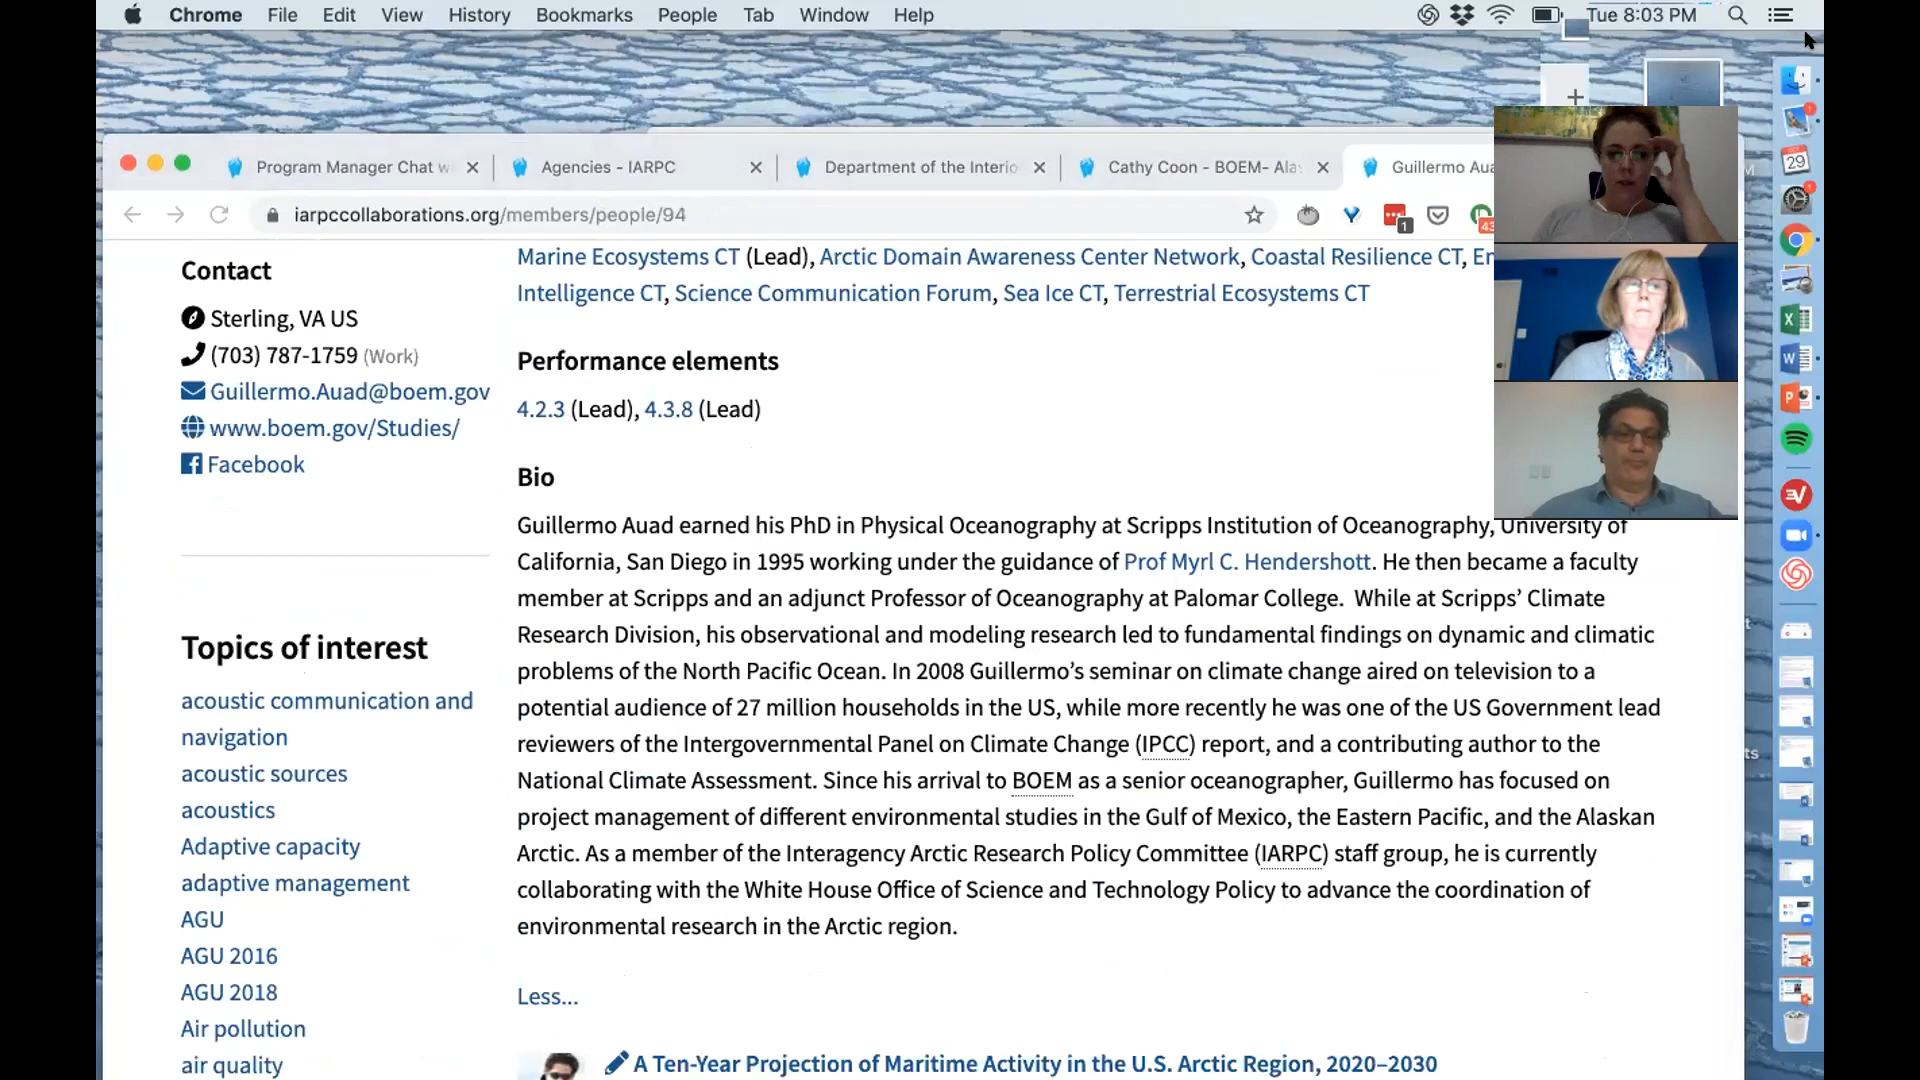 Chrome File Edit View History Bookmarks People Tab Window Help
Tue 8:03 PM
Program Manager Chat w
Agencies - IARPC
Department of the Interio
Cathy Coon - BOEM- Ala
Guillermo Aua
iarpccollaborations.org/members/people/94
1
43
29
Contact
Sterling, VA US
(703) 787-1759 (Work)
Guillermo.Auad@boem.gov
www.boem.gov/Studies/
Facebook
Topics of interest
acoustic communication and
navigation
acoustic sources
acoustics
Adaptive capacity
adaptive management
AGU
AGU 2016
AGU 2018
Air pollution
air quality
Marine Ecosystems CT (Lead), Arctic Domain Awareness Center Network, Coastal Resilience CT, En
Intelligence CT, Science Communication Forum, Sea Ice CT, Terrestrial Ecosystems CT
Performance elements
4.2.3 (Lead), 4.3.8 (Lead)
Bio
Guillermo Auad earned his PhD in Physical Oceanography at Scripps Institution of Oceanography, University of
California, San Diego in 1995 working under the guidance of Prof Myrl C. Hendershott. He then became a faculty
member at Scripps and an adjunct Professor of Oceanography at Palomar College. While at Scripps’ Climate
Research Division, his observational and modeling research led to fundamental findings on dynamic and climatic
problems of the North Pacific Ocean. In 2008 Guillermo’s seminar on climate change aired on television to a
potential audience of 27 million households in the US, while more recently he was one of the US Government lead
reviewers of the Intergovernmental Panel on Climate Change (IPCC) report, and a contributing author to the
National Climate Assessment. Since his arrival to BOEM as a senior oceanographer, Guillermo has focused on
project management of different environmental studies in the Gulf of Mexico, the Eastern Pacific, and the Alaskan
Arctic. As a member of the Interagency Arctic Research Policy Committee (IARPC) staff group, he is currently
collaborating with the White House Office of Science and Technology Policy to advance the coordination of
environmental research in the Arctic region.
Less...
A Ten-Year Projection of Maritime Activity in the U.S. Arctic Region, 2020–2030